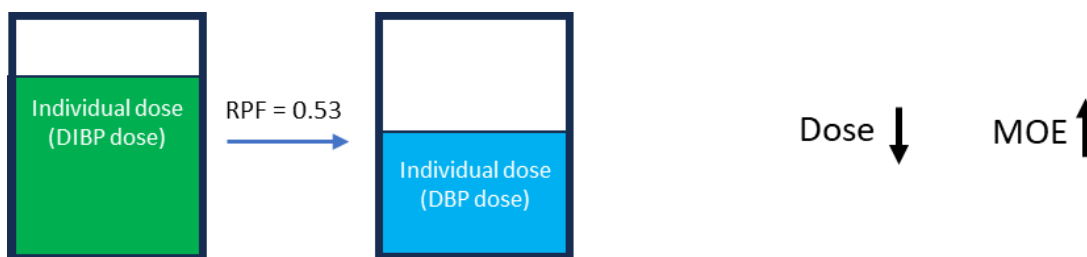 Individual dose
(DIBP dose)
RPF = 0.53
Individual dose
(DBP dose)
Dose
MOE